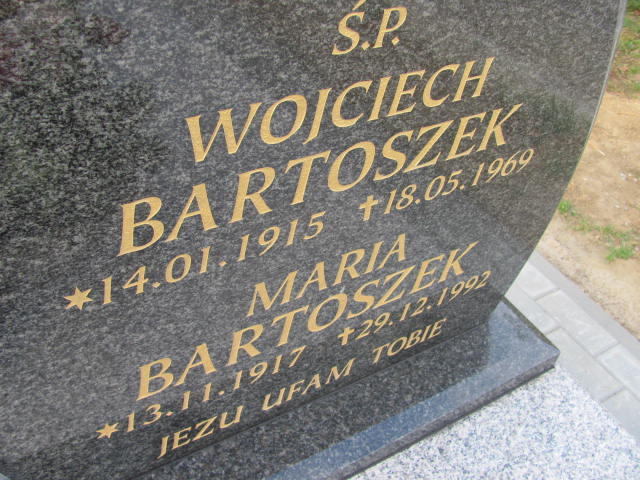 Ś.P.
WOJCIECH
BARTOSZEK
*14.01.1915 †18.05.1969
MARIA
BARTOSZEK
*13.11.1917 †29.12.1992
JEZU UFAM TOBIE